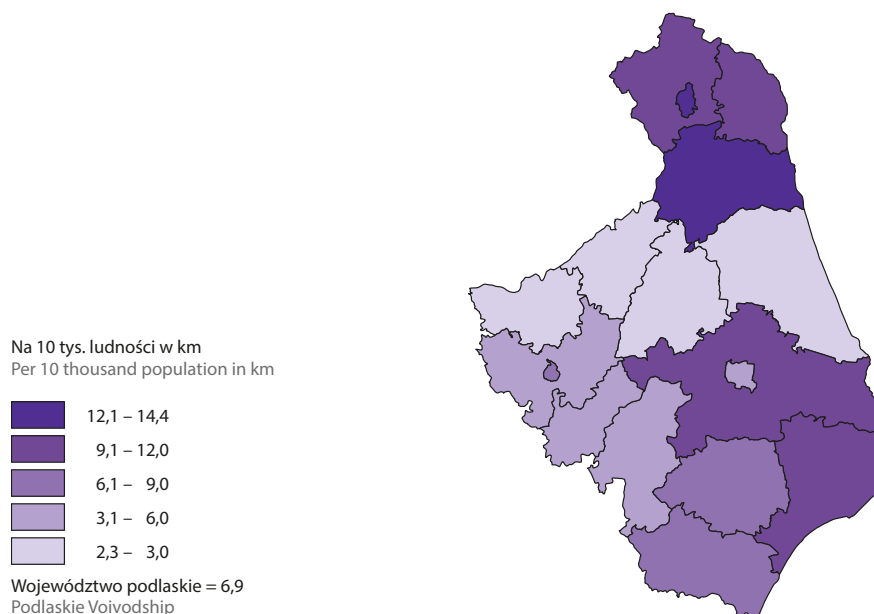 Na 10 tys. ludności w km
Per 10 thousand population in km
12,1 – 14,4
9,1 – 12,0
6,1 – 9,0
3,1 – 6,0
2,3 – 3,0
Województwo podlaskie = 6,9
Podlaskie Voivodship